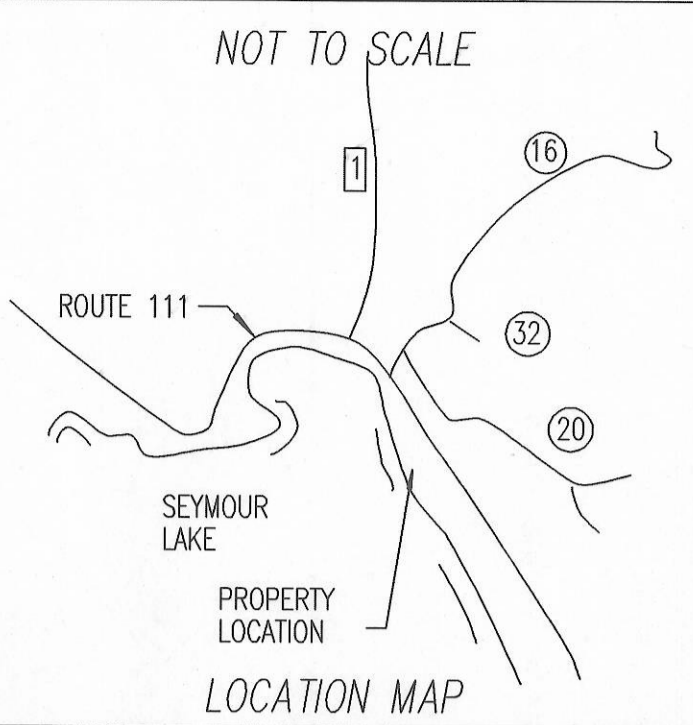 NOT TO SCALE
1
16
ROUTE 111
32
20
SEYMOUR
LAKE
PROPERTY
LOCATION
LOCATION MAP